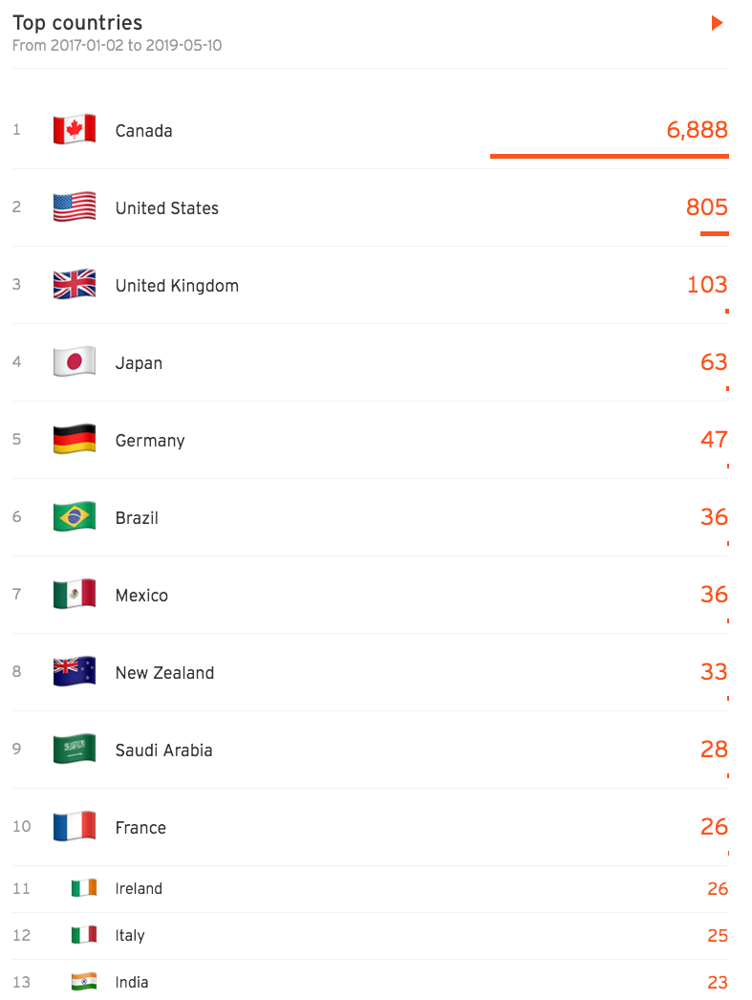 Top countries
From 2017-01-02 to 2019-05-10
1 Canada 6,888
2 United States 805
3 United Kingdom 103
4 Japan 63
5 Germany 47
6 Brazil 36
7 Mexico 36
8 New Zealand 33
9 Saudi Arabia 28
10 France 26
11 Ireland 26
12 Italy 25
13 India 23